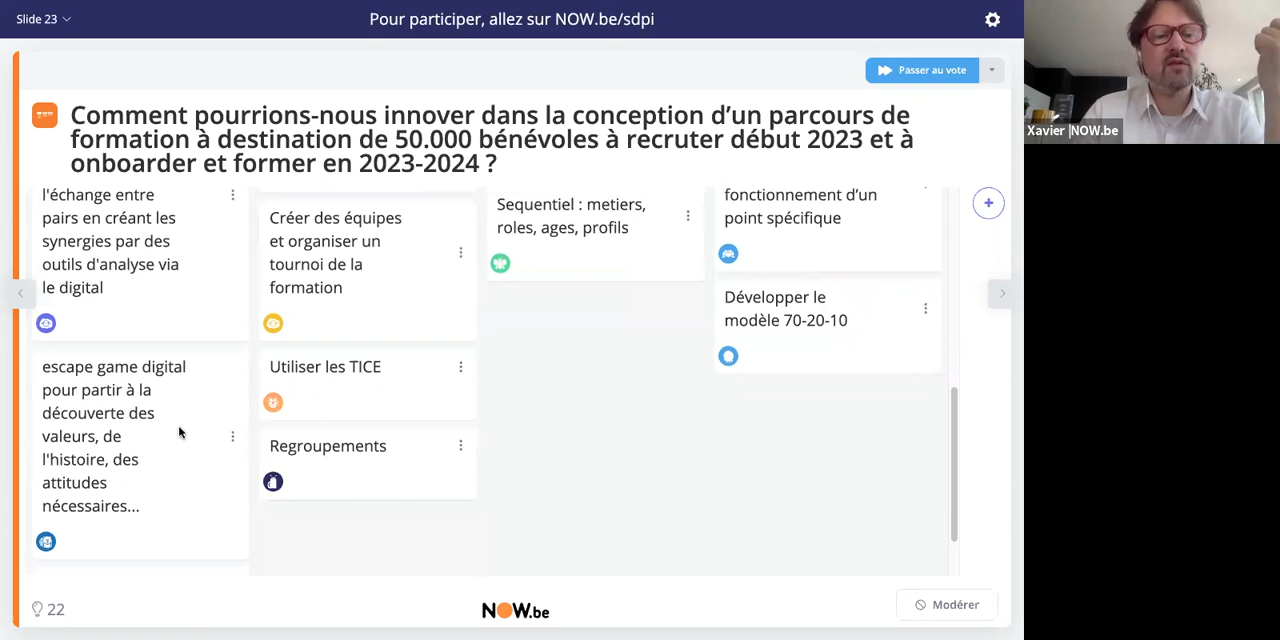 Slide 23
Pour participer, allez sur NOW.be/sdpi
Passer au vote
Comment pourrions-nous innover dans la conception d’un parcours de
formation à destination de 50.000 bénévoles à recruter début 2023 et à
onboarder et former en 2023-2024 ?
l'échange entre
pairs en créant les
synergies par des
outils d'analyse via
le digital
escape game digital
pour partir à la
découverte des
valeurs, de
l'histoire, des
attitudes
nécessaires...
Créer des équipes
et organiser un
tournoi de la
formation
Utiliser les TICE
Regroupements
Sequentiel : metiers,
roles, ages, profils
fonctionnement d’un
point spécifique
Développer le
modèle 70-20-10
22
NOW.be
Modérer
Xavier |NOW.be